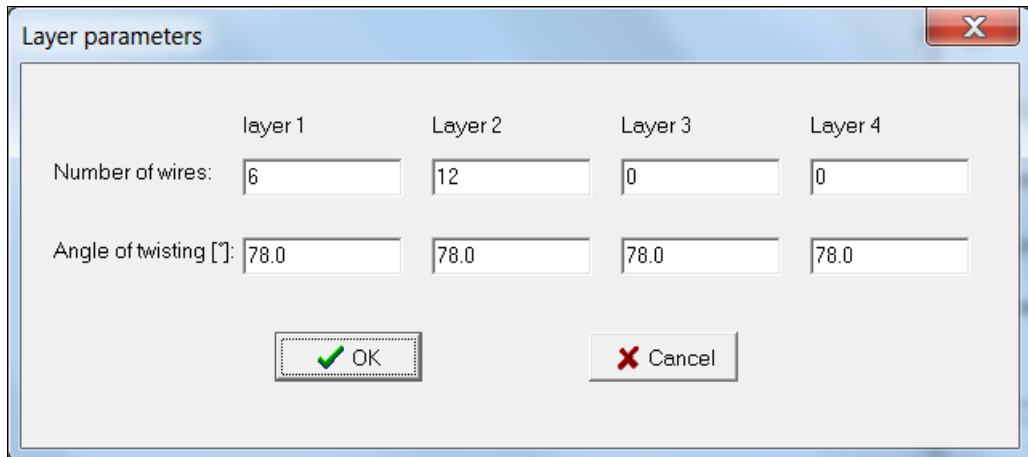 Layer parameters
layer 1 Layer 2 Layer 3 Layer 4
Number of wires: 6 12 0 0
Angle of twisting [°]: 78.0 78.0 78.0 78.0
OK Cancel